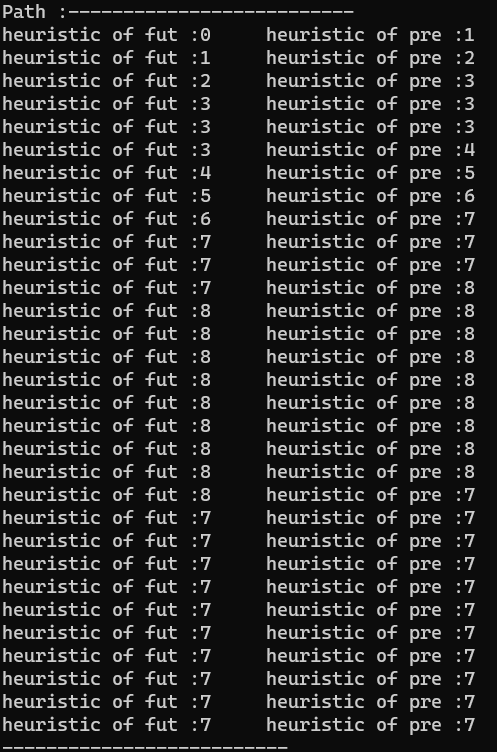 Path :--------------------------
heuristic of fut :0     heuristic of pre :1
heuristic of fut :1     heuristic of pre :2
heuristic of fut :2     heuristic of pre :3
heuristic of fut :3     heuristic of pre :3
heuristic of fut :3     heuristic of pre :3
heuristic of fut :3     heuristic of pre :4
heuristic of fut :4     heuristic of pre :5
heuristic of fut :5     heuristic of pre :6
heuristic of fut :6     heuristic of pre :7
heuristic of fut :7     heuristic of pre :7
heuristic of fut :7     heuristic of pre :7
heuristic of fut :7     heuristic of pre :8
heuristic of fut :8     heuristic of pre :8
heuristic of fut :8     heuristic of pre :8
heuristic of fut :8     heuristic of pre :8
heuristic of fut :8     heuristic of pre :8
heuristic of fut :8     heuristic of pre :8
heuristic of fut :8     heuristic of pre :8
heuristic of fut :8     heuristic of pre :8
heuristic of fut :8     heuristic of pre :8
heuristic of fut :8     heuristic of pre :7
heuristic of fut :7     heuristic of pre :7
heuristic of fut :7     heuristic of pre :7
heuristic of fut :7     heuristic of pre :7
heuristic of fut :7     heuristic of pre :7
heuristic of fut :7     heuristic of pre :7
heuristic of fut :7     heuristic of pre :7
heuristic of fut :7     heuristic of pre :7
heuristic of fut :7     heuristic of pre :7
heuristic of fut :7     heuristic of pre :7
heuristic of fut :7     heuristic of pre :7
--------------------------